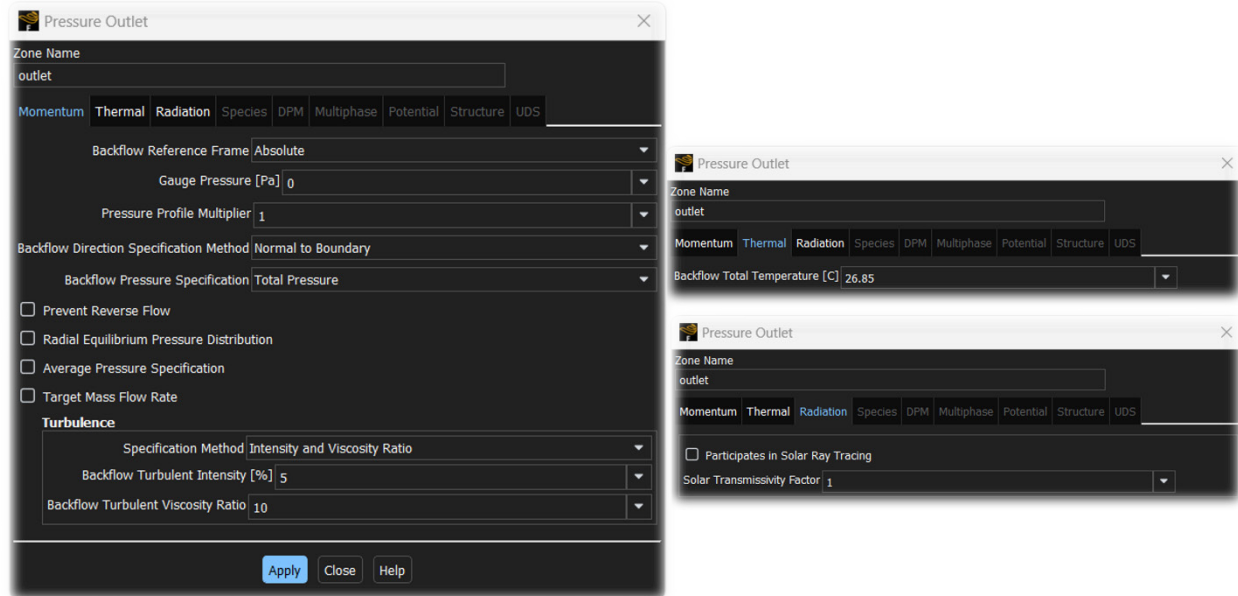 Pressure Outlet
Zone Name
outlet
Momentum Thermal Radiation Species DPM Multiphase Potential Structure UDS
Backflow Reference Frame Absolute
Gauge Pressure [Pa] 0
Pressure Profile Multiplier 1
Backflow Direction Specification Method Normal to Boundary
Backflow Pressure Specification Total Pressure
Prevent Reverse Flow
Radial Equilibrium Pressure Distribution
Average Pressure Specification
Target Mass Flow Rate
Turbulence
Specification Method Intensity and Viscosity Ratio
Backflow Turbulent Intensity [%] 5
Backflow Turbulent Viscosity Ratio 10
Apply Close Help
Pressure Outlet
Zone Name
outlet
Momentum Thermal Radiation Species DPM Multiphase Potential Structure UDS
Backflow Total Temperature [C] 26.85
Pressure Outlet
Zone Name
outlet
Momentum Thermal Radiation Species DPM Multiphase Potential Structure UDS
Participates in Solar Ray Tracing
Solar Transmissivity Factor 1